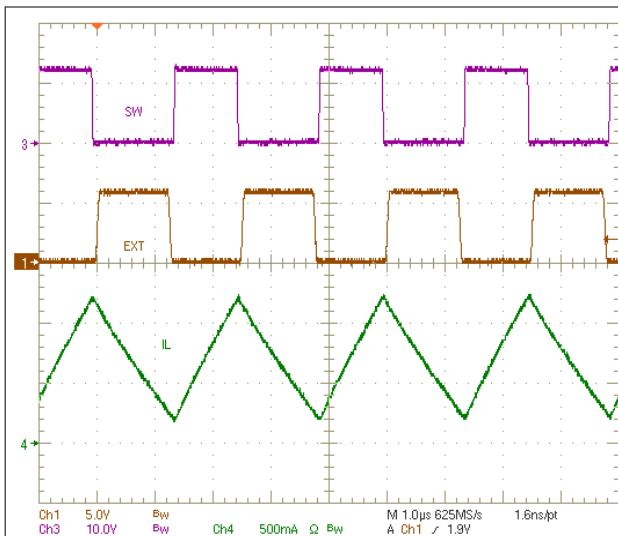 SW
3
EXT
1
IL
4
Ch1 5.0V Bw M 1.0µs 625MS/s 1.6ns/pt
Ch3 10.0V Bw Ch4 500mA Ω Bw A Ch1 ⌿ 1.9V